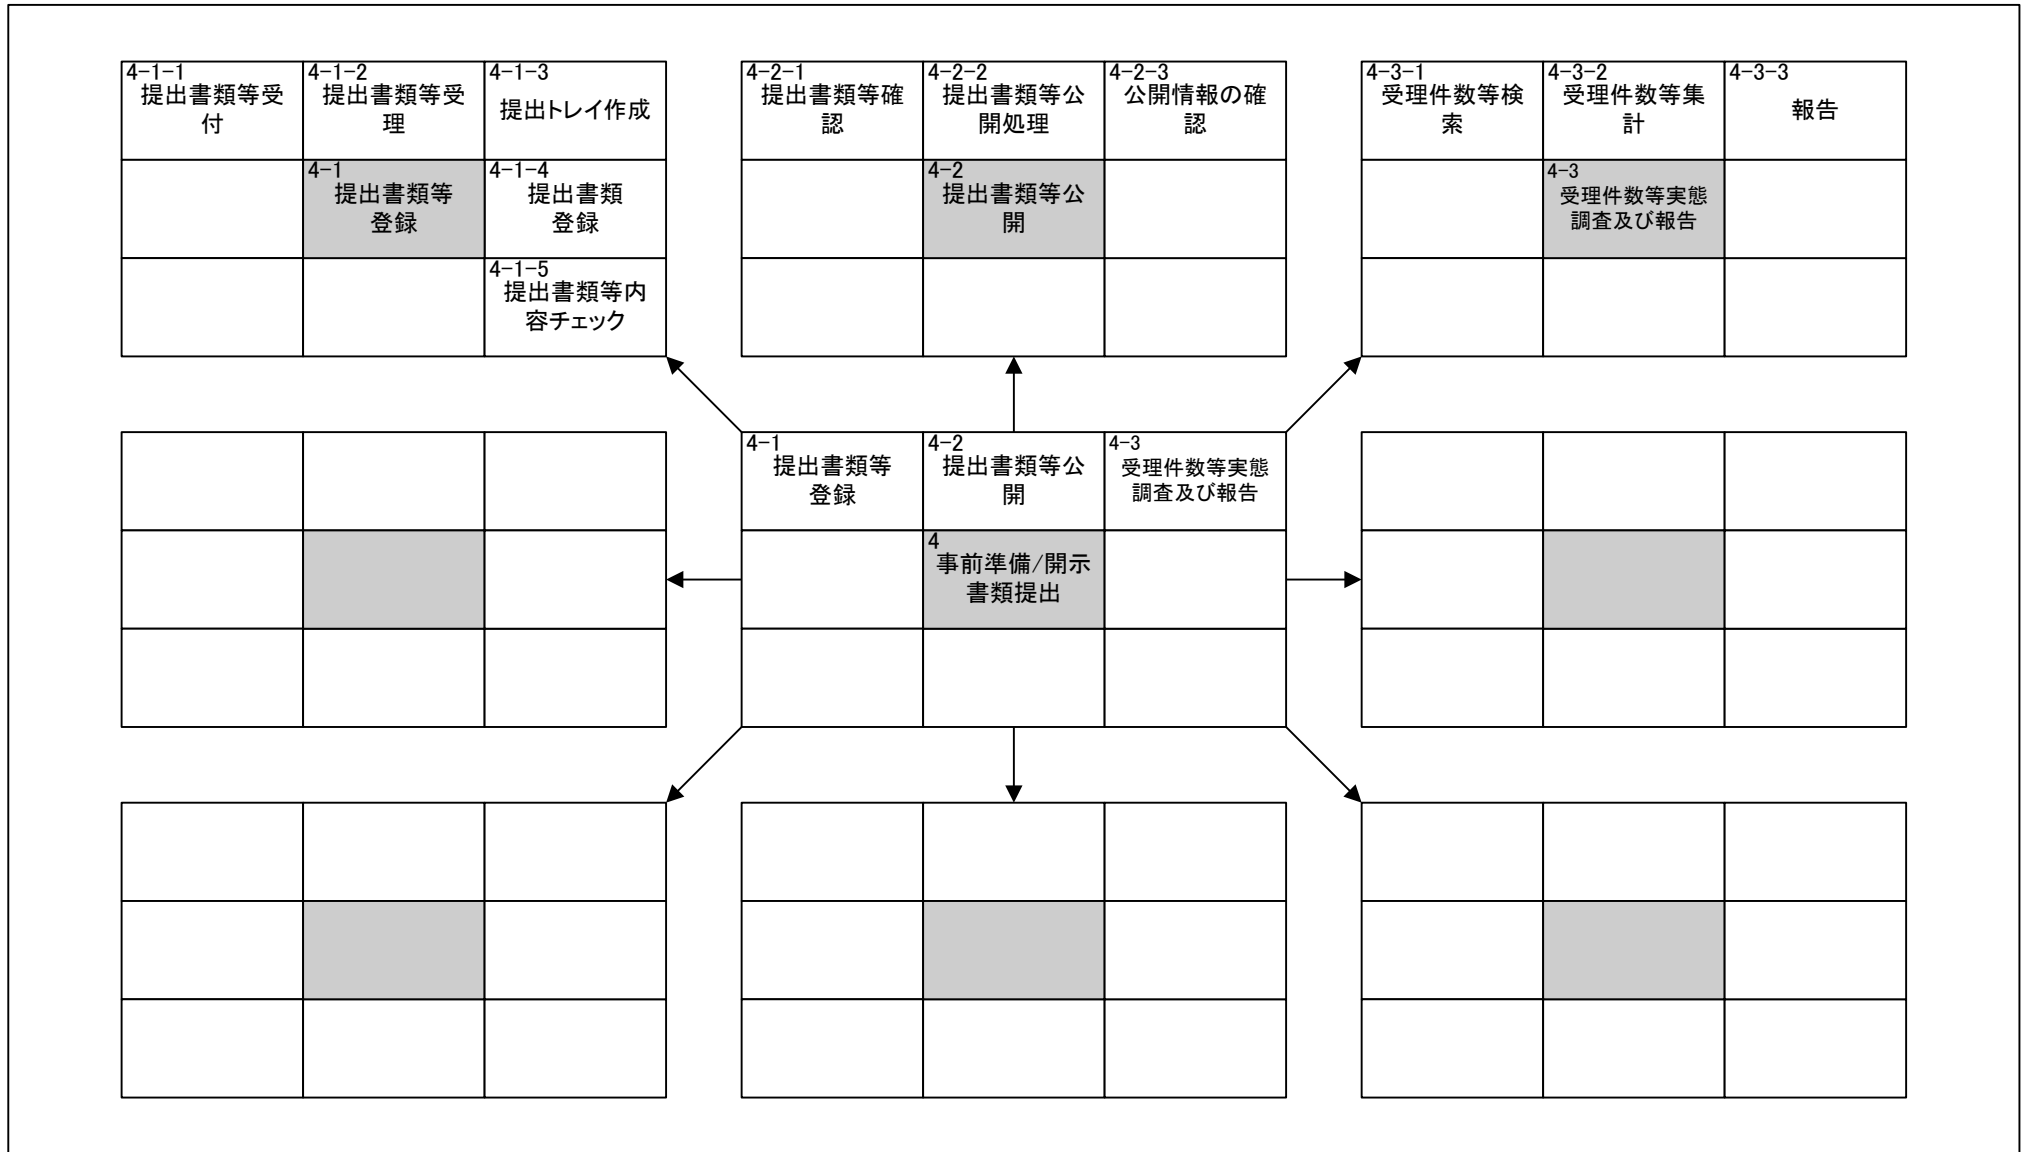 4-1-1
提出書類等受
付
4-1-2
提出書類等受
理
4-1-3
提出トレイ作成
4-1
提出書類等
登録
4-1-4
提出書類
登録
4-1-5
提出書類等内
容チェック
4-2-1
提出書類等確
認
4-2-2
提出書類等公
開処理
4-2-3
公開情報の確
認
4-2
提出書類等公
開
4-3-1
受理件数等検
索
4-3-2
受理件数等集
計
4-3-3
報告
4-3
受理件数等実態
調査及び報告
4-1
提出書類等
登録
4-2
提出書類等公
開
4-3
受理件数等実態
調査及び報告
4
事前準備/開示
書類提出